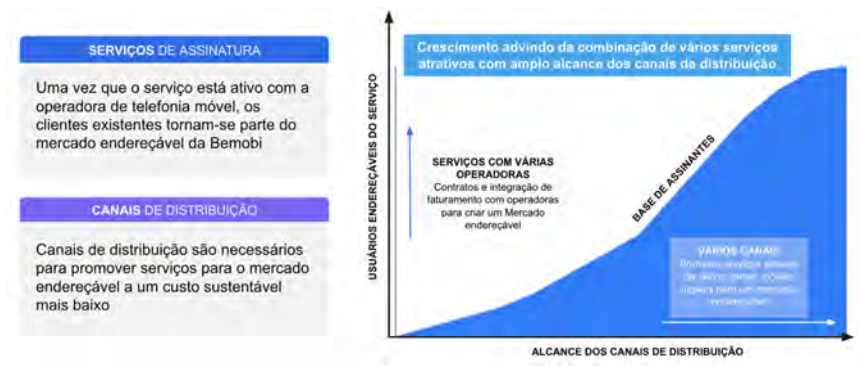 SERVIÇOS DE ASSINATURA
Uma vez que o serviço está ativo com a
operadora de telefonia móvel, os
clientes existentes tornam-se parte do
mercado endereçável da Bemobi
CANAIS DE DISTRIBUIÇÃO
Canais de distribuição são necessários
para promover serviços para o mercado
endereçável a um custo sustentável
mais baixo
USUÁRIOS ENDEREÇÁVEIS DO SERVIÇO
Crescimento advindo da combinação de vários serviços
atrativos com amplo alcance dos canais de distribuição
SERVIÇOS COM VÁRIAS
OPERADORAS
Contratos e integração de
faturamento com operadoras
para criar um Mercado
endereçável
BASE DE ASSINANTES
VÁRIOS CANAIS
ALCANCE DOS CANAIS DE DISTRIBUIÇÃO